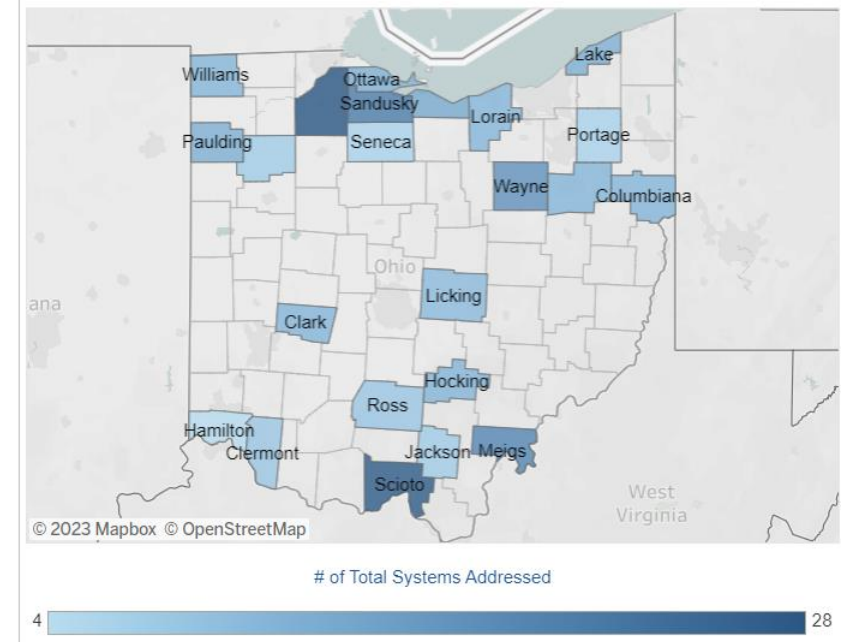 Lake
Williams
Ottawa
Sandusky
Lorain
Portage
Paulding
Seneca
Wayne
Columbiana
Ohio
Licking
ana
Clark
Hocking
Ross
Hamilton
Clermont
Jackson
Meigs
Scioto
West
Virginia
© 2023 Mapbox © OpenStreetMap
# of Total Systems Addressed
4
28